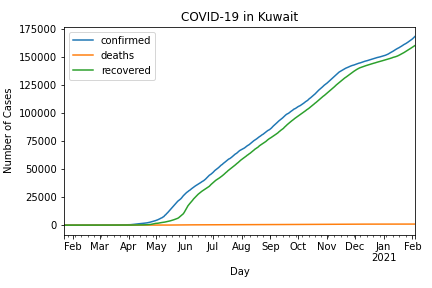 COVID-19 in Kuwait
confirmed
deaths
recovered
175000
150000
125000
100000
75000
50000
25000
0
Number of Cases
Feb Mar Apr May Jun Jul Aug Sep Oct Nov Dec Jan Feb
2021
Day